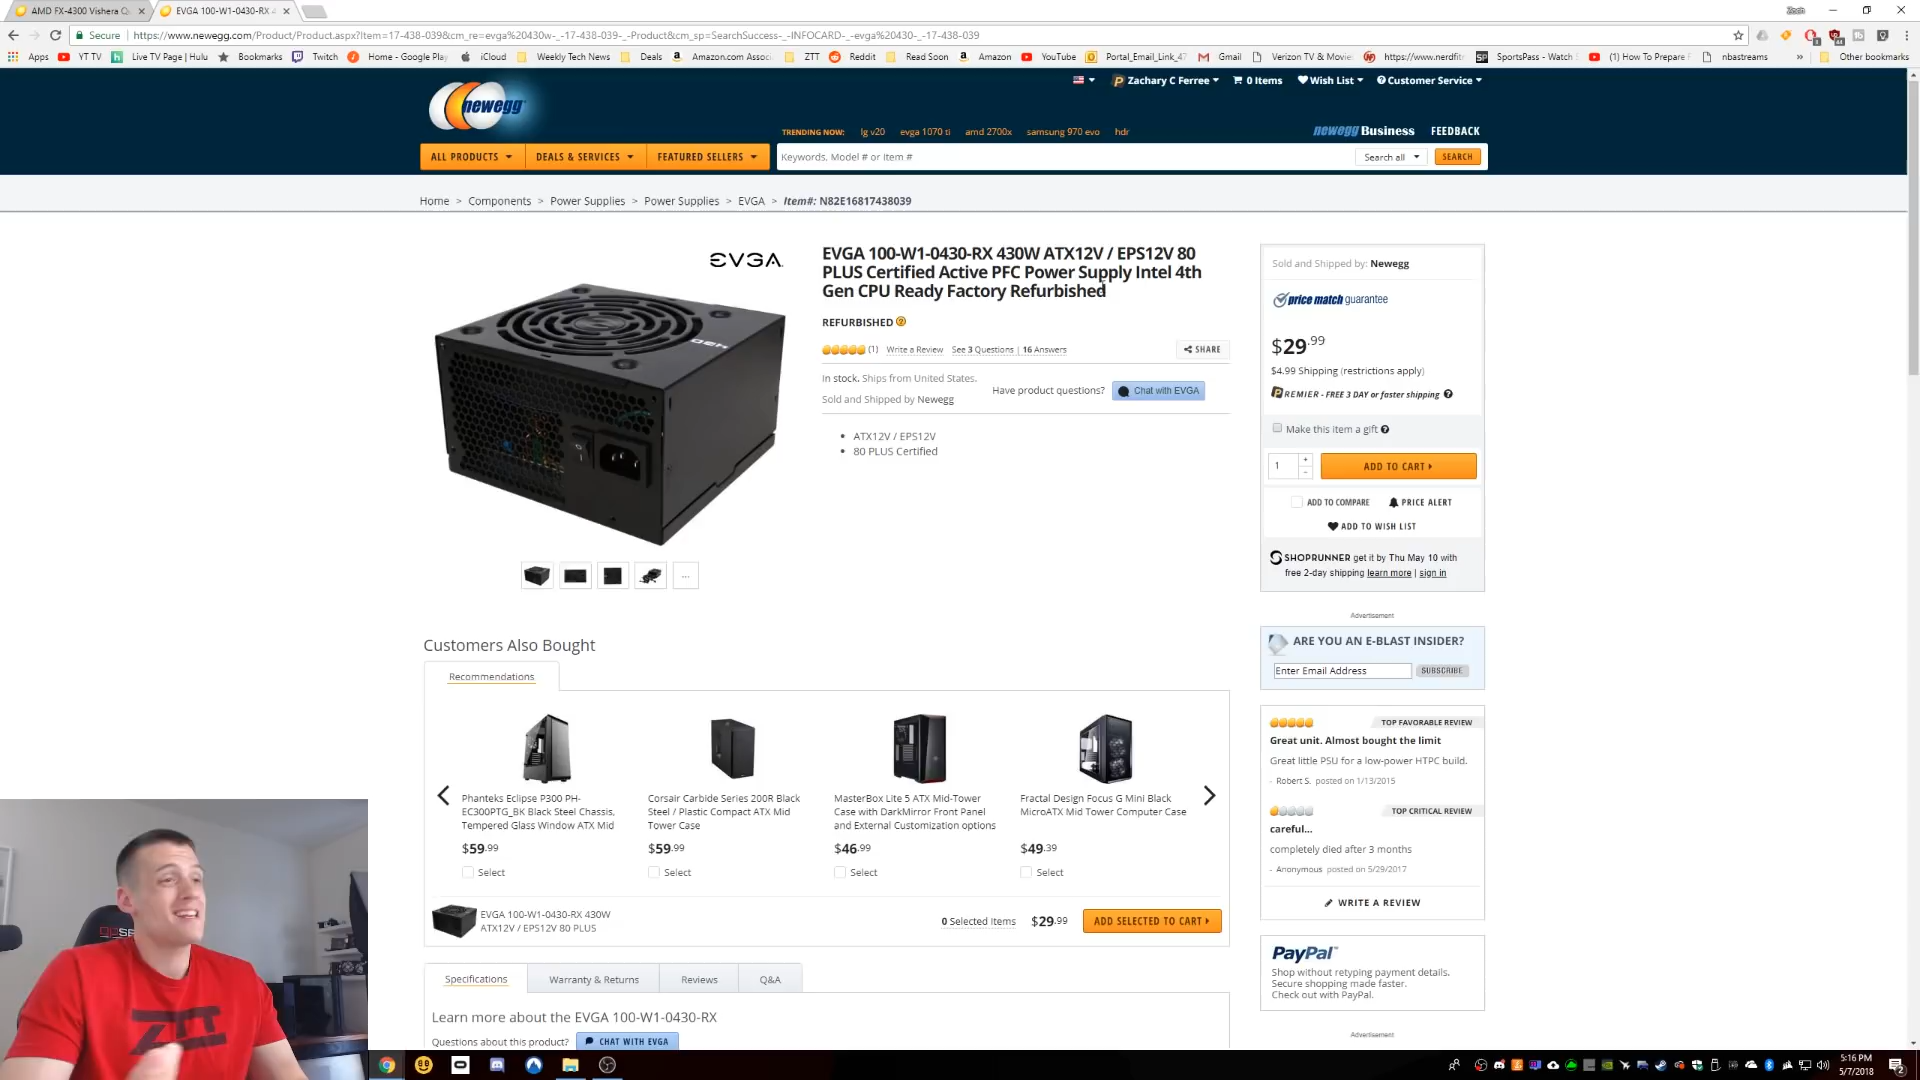 AMD FX-4300 Vishera Q
EVGA 100-W1-0430-RX 4
Zach
Secure
https://www.newegg.com/Product/Product.aspx?Item=17-438-039&cm_re=evga%20430w-_-17-438-039-_-Product&cm_sp=SearchSuccess-_-INFOCARD-_-evga%20430-_-17-438-039
Apps YT TV Live TV Page | Hulu Bookmarks Twitch Home - Google Play iCloud Weekly Tech News Deals Amazon.com Assoc ZTT Reddit Read Soon Amazon YouTube Portal_Email_Link_47 Gmail Verizon TV & Movie https://www.nerdfit SportsPass - Watch (1) How To Prepare nbastreams Other bookmarks
Zachary C Ferree 0 Items Wish List Customer Service
newegg
TRENDING NOW: lg v20 evga 1070 ti amd 2700x samsung 970 evo hdr
newegg Business FEEDBACK
ALL PRODUCTS DEALS & SERVICES FEATURED SELLERS Keywords, Model # or Item # Search all SEARCH
Home > Components > Power Supplies > Power Supplies > EVGA > Item#: N82E16817438039
EVGA
EVGA 100-W1-0430-RX 430W ATX12V / EPS12V 80
PLUS Certified Active PFC Power Supply Intel 4th
Gen CPU Ready Factory Refurbished
REFURBISHED
(1) Write a Review See 3 Questions | 16 Answers SHARE
In stock. Ships from United States.
Sold and Shipped by Newegg
Have product questions? Chat with EVGA
ATX12V / EPS12V
80 PLUS Certified
Sold and Shipped by: Newegg
price match guarantee
$29.99
$4.99 Shipping (restrictions apply)
PREMIER - FREE 3 DAY or faster shipping
Make this item a gift
1 ADD TO CART
ADD TO COMPARE PRICE ALERT
ADD TO WISH LIST
SHOPRUNNER get it by Thu May 10 with
free 2-day shipping learn more | sign in
Advertisement
ARE YOU AN E-BLAST INSIDER?
Enter Email Address SUBSCRIBE
TOP FAVORABLE REVIEW
Great unit. Almost bought the limit
Great little PSU for a low-power HTPC build.
- Robert S. posted on 1/13/2015
TOP CRITICAL REVIEW
careful...
completely died after 3 months
- Anonymous posted on 5/29/2017
WRITE A REVIEW
PayPal
Shop without retyping payment details.
Secure shopping made faster.
Check out with PayPal.
Advertisement
Customers Also Bought
Recommendations
Phanteks Eclipse P300 PH-
EC300PTG_BK Black Steel Chassis,
Tempered Glass Window ATX Mid
$59.99
Select
Corsair Carbide Series 200R Black
Steel / Plastic Compact ATX Mid
Tower Case
$59.99
Select
MasterBox Lite 5 ATX Mid-Tower
Case with DarkMirror Front Panel
and External Customization options
$46.99
Select
Fractal Design Focus G Mini Black
MicroATX Mid Tower Computer Case
$49.39
Select
EVGA 100-W1-0430-RX 430W
ATX12V / EPS12V 80 PLUS
0 Selected Items $29.99 ADD SELECTED TO CART
Specifications Warranty & Returns Reviews Q&A
Learn more about the EVGA 100-W1-0430-RX
Questions about this product? CHAT WITH EVGA
ZTT
5:16 PM
5/7/2018